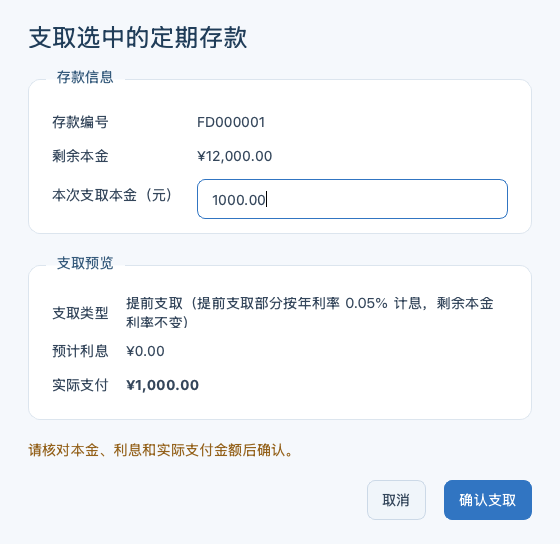 支取选中的定期存款
存款信息
存款编号 FD000001
剩余本金 ¥12,000.00
本次支取本金（元） 1000.00
支取预览
支取类型 提前支取（提前支取部分按年利率 0.05% 计息，剩余本金
利率不变）
预计利息 ¥0.00
实际支付 ¥1,000.00
请核对本金、利息和实际支付金额后确认。
取消 确认支取